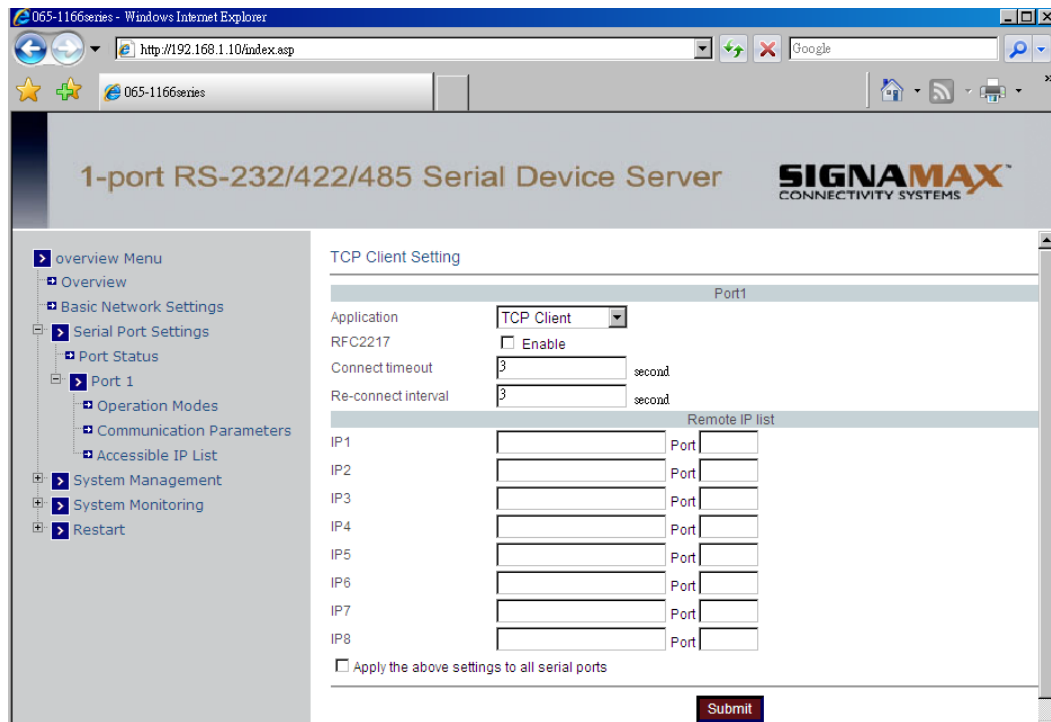 065-1166series - Windows Internet Explorer
http://192.168.1.10/index.asp
Google
065-1166series
1-port RS-232/422/485 Serial Device Server
SIGNAMAX™
CONNECTIVITY SYSTEMS
overview Menu
Overview
Basic Network Settings
Serial Port Settings
Port Status
Port 1
Operation Modes
Communication Parameters
Accessible IP List
System Management
System Monitoring
Restart
TCP Client Setting
Port1
Application TCP Client
RFC2217 Enable
Connect timeout 3 second
Re-connect interval 3 second
Remote IP list
IP1 Port
IP2 Port
IP3 Port
IP4 Port
IP5 Port
IP6 Port
IP7 Port
IP8 Port
Apply the above settings to all serial ports
Submit